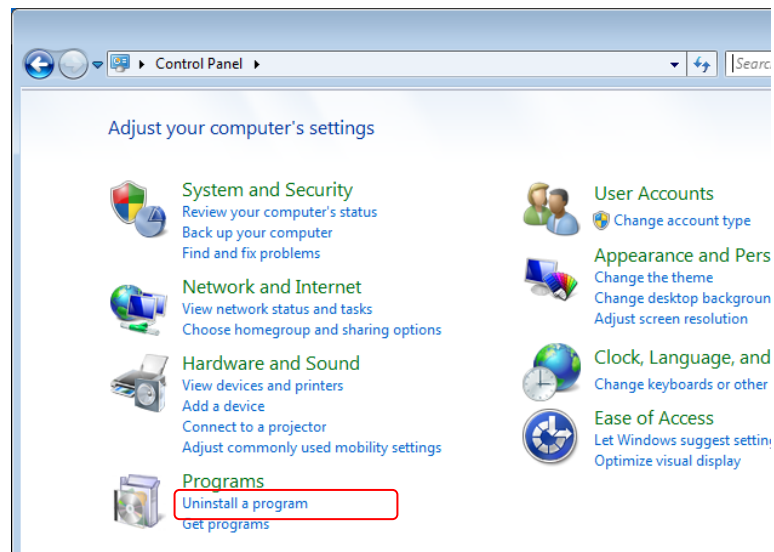 Control Panel
Search
Adjust your computer's settings
System and Security
Review your computer's status
Back up your computer
Find and fix problems
Network and Internet
View network status and tasks
Choose homegroup and sharing options
Hardware and Sound
View devices and printers
Add a device
Connect to a projector
Adjust commonly used mobility settings
Programs
Uninstall a program
Get programs
User Accounts
Change account type
Appearance and Pers
Change the theme
Change desktop backgroun
Adjust screen resolution
Clock, Language, and
Change keyboards or other
Ease of Access
Let Windows suggest setting
Optimize visual display